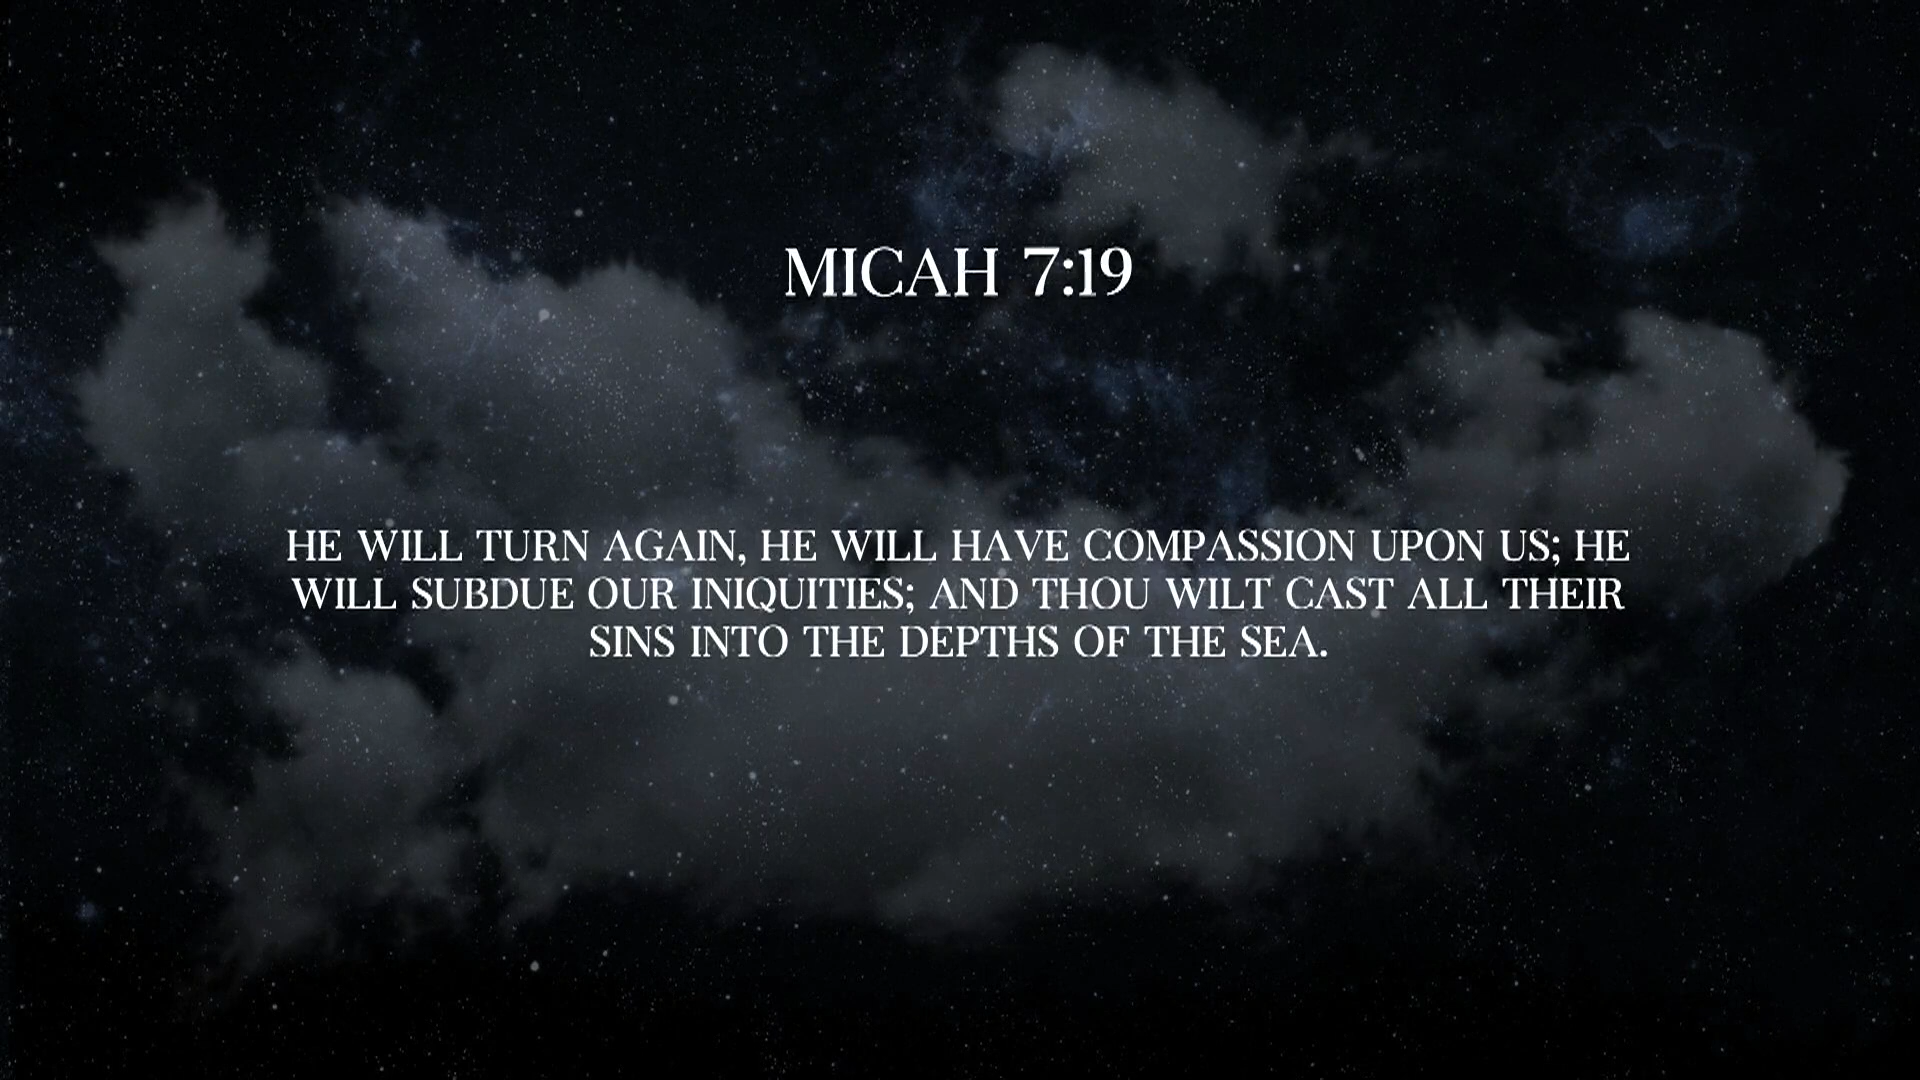 MICAH 7:19
HE WILL TURN AGAIN, HE WILL HAVE COMPASSION UPON US; HE
WILL SUBDUE OUR INIQUITIES; AND THOU WILT CAST ALL THEIR
SINS INTO THE DEPTHS OF THE SEA.